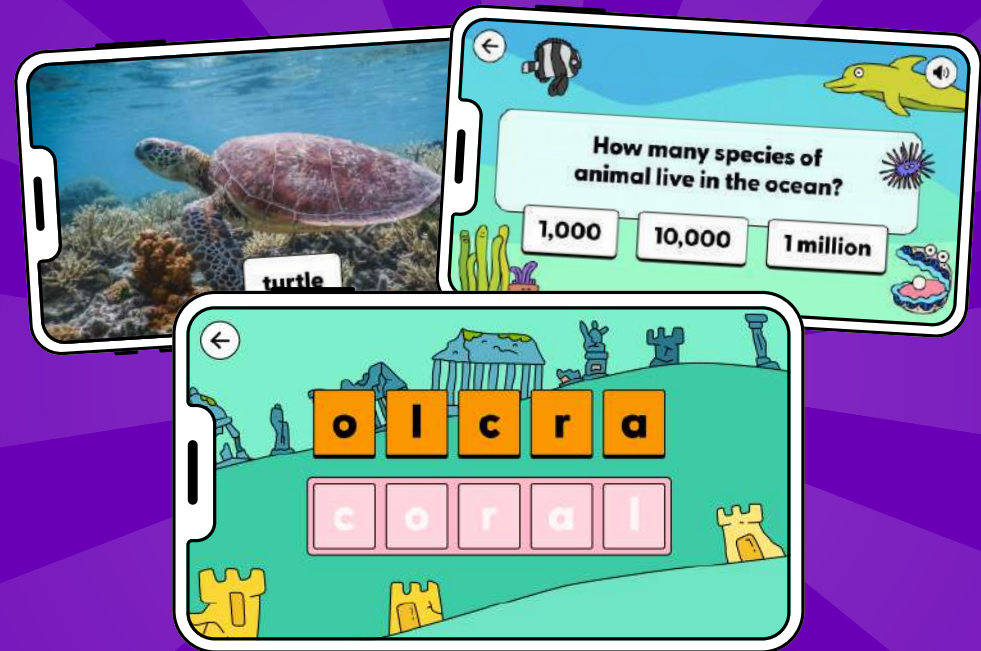 turtle
How many species of
animal live in the ocean?
1,000 10,000 1 million
o l c r a
c o r a l